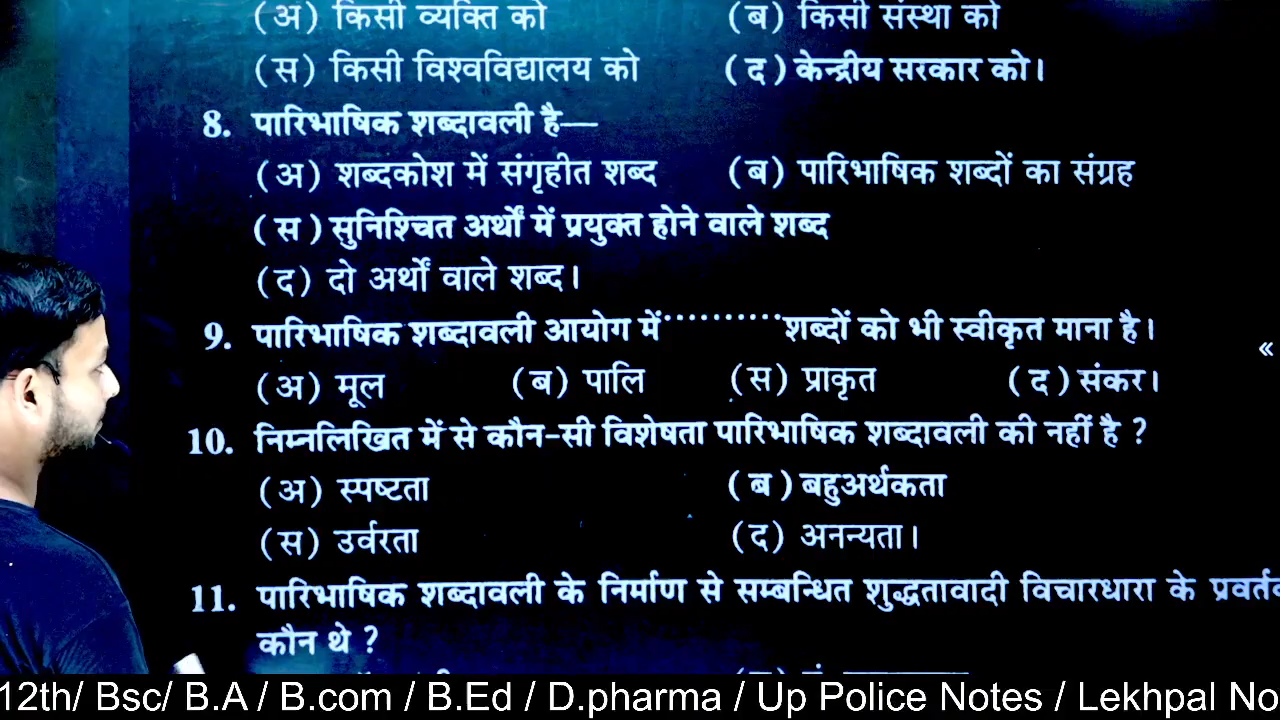 (अ) किसी व्यक्ति को (ब) किसी संस्था को
(स) किसी विश्वविद्यालय को (द) केन्द्रीय सरकार को।
8. पारिभाषिक शब्दावली है—
(अ) शब्दकोश में संगृहीत शब्द (ब) पारिभाषिक शब्दों का संग्रह
(स) सुनिश्चित अर्थों में प्रयुक्त होने वाले शब्द
(द) दो अर्थों वाले शब्द।
9. पारिभाषिक शब्दावली आयोग में..........शब्दों को भी स्वीकृत माना है।
«
(अ) मूल (ब) पालि (स) प्राकृत (द) संकर।
10. निम्नलिखित में से कौन-सी विशेषता पारिभाषिक शब्दावली की नहीं है ?
(अ) स्पष्टता (ब) बहुअर्थकता
(स) उर्वरता (द) अनन्यता।
11. पारिभाषिक शब्दावली के निर्माण से सम्बन्धित शुद्धतावादी विचारधारा के
कौन थे ?
12th/ Bsc/ B.A / B.com / B.Ed / D.pharma / Up Police Notes / Lekhpal No